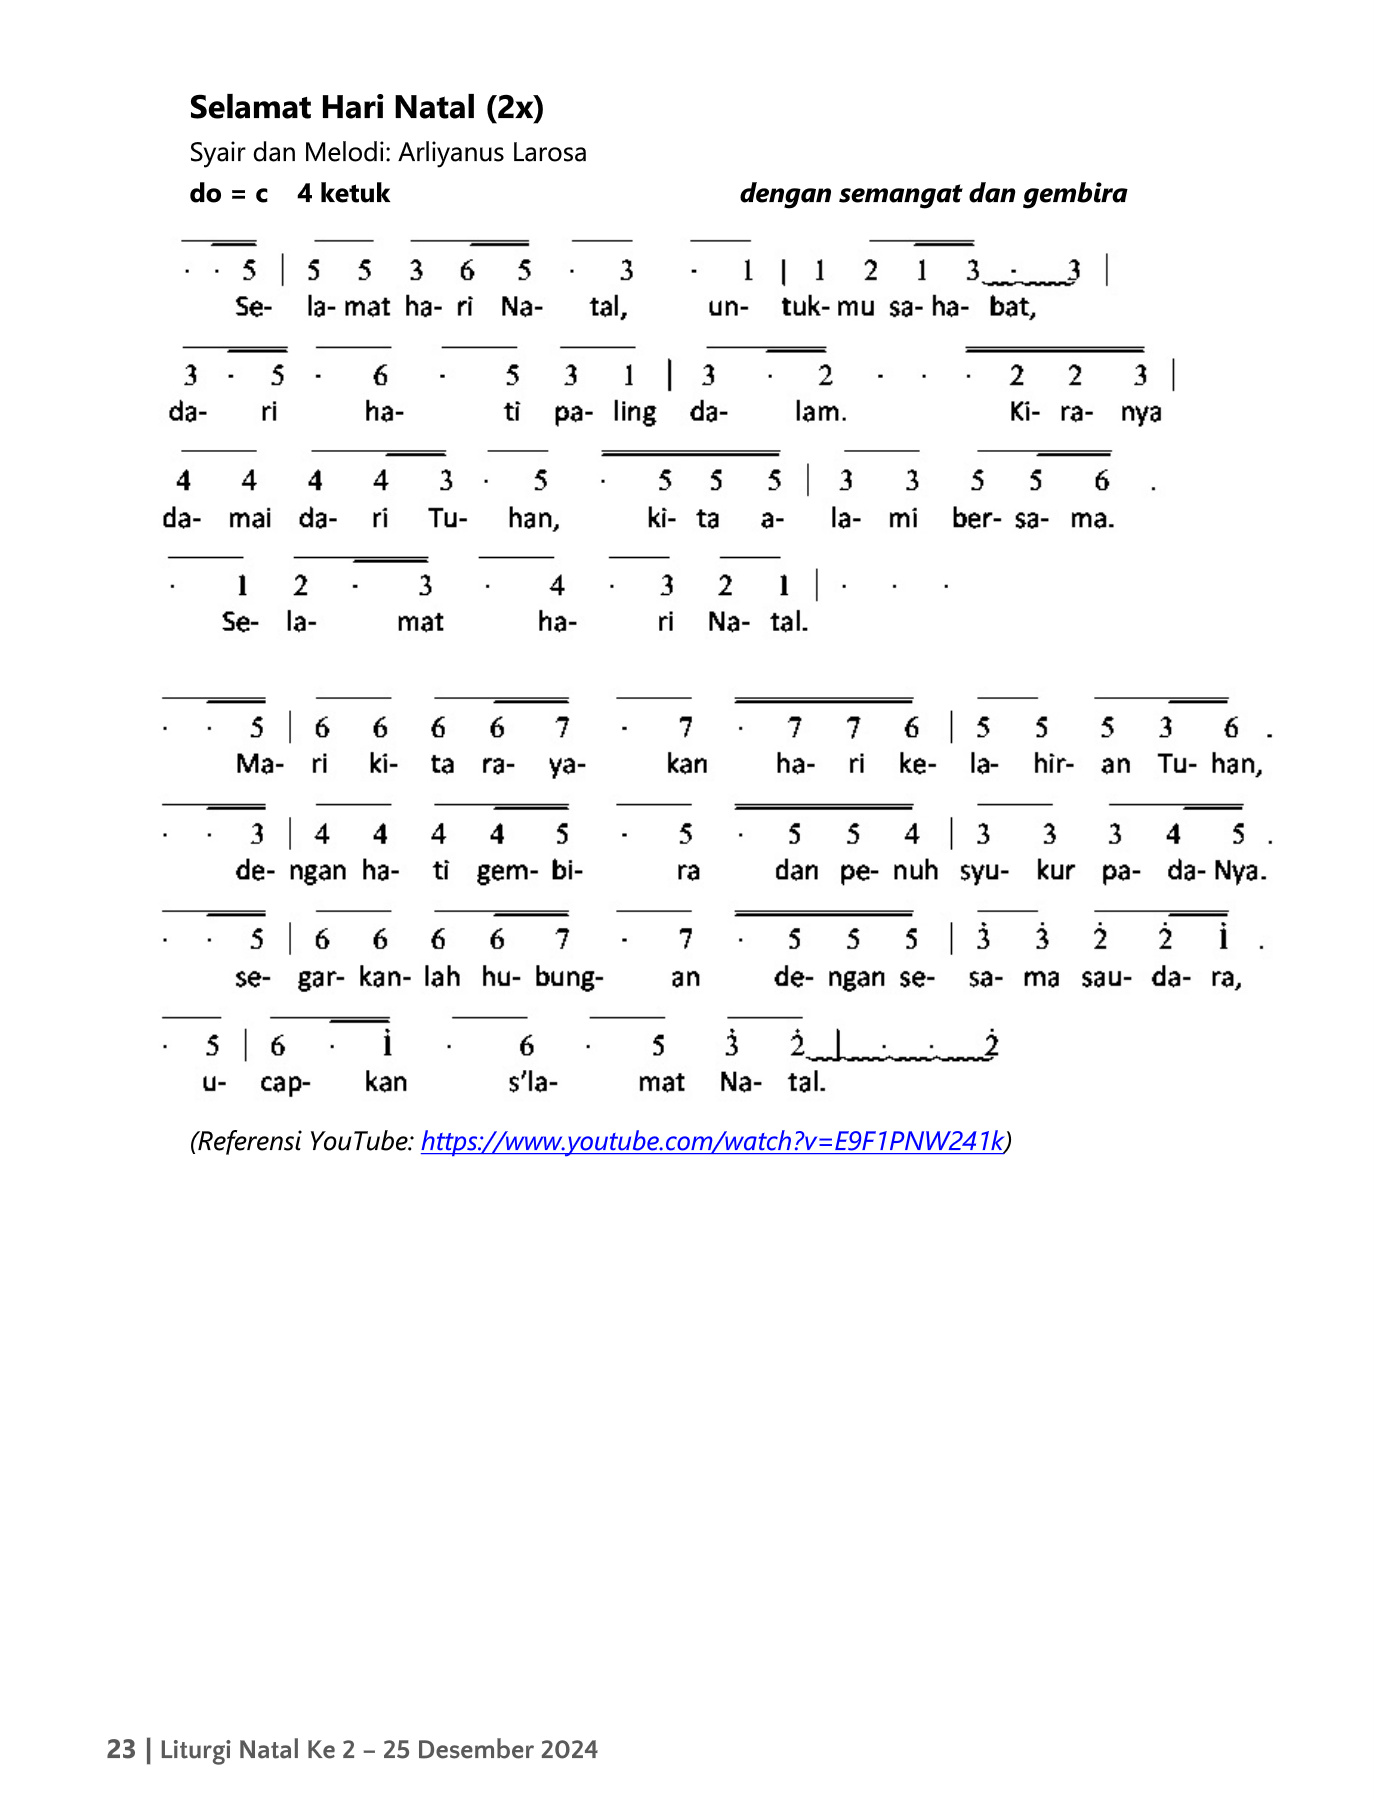 Selamat Hari Natal (2x)
Syair dan Melodi: Arliyanus Larosa
do = c 4 ketuk dengan semangat dan gembira
. . 5 | 5 5 3 6 5 . 3 . 1 | 1 2 1 3 . 3 |
Se- la- mat ha- ri Na- tal, un- tuk- mu sa- ha- bat,
3 . 5 . 6 . 5 3 1 | 3 . 2 . . . 2 2 3 |
da- ri ha- ti pa- ling da- lam. Ki- ra- nya
4 4 4 4 3 . 5 . 5 5 5 | 3 3 5 5 6 .
da- mai da- ri Tu- han, ki- ta a- la- mi ber- sa- ma.
. 1 2 . 3 . 4 . 3 2 1 | . . .
Se- la- mat ha- ri Na- tal.
. . 5 | 6 6 6 6 7 . 7 . 7 7 6 | 5 5 5 3 6 .
Ma- ri ki- ta ra- ya- kan ha- ri ke- la- hir- an Tu- han,
. . 3 | 4 4 4 4 5 . 5 . 5 5 4 | 3 3 3 4 5 .
de- ngan ha- ti gem- bi- ra dan pe- nuh syu- kur pa- da- Nya.
. . 5 | 6 6 6 6 7 . 7 . 5 5 5 | 3̇ 3̇ 2̇ 2̇ 1̇ .
se- gar- kan- lah hu- bung- an de- ngan se- sa- ma sau- da- ra,
. 5 | 6 . 1̇ . 6 . 5 3̇ 2̇ | . . 2̇
u- cap- kan s'la- mat Na- tal.
(Referensi YouTube: https://www.youtube.com/watch?v=E9F1PNW241k)
23 | Liturgi Natal Ke 2 – 25 Desember 2024